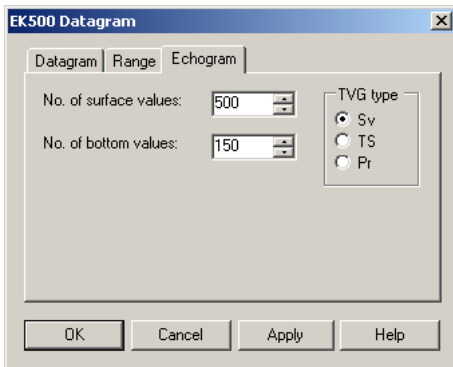 EK500 Datagram
Datagram Range Echogram
No. of surface values: 500
No. of bottom values: 150
TVG type
Sv
TS
Pr
OK Cancel Apply Help